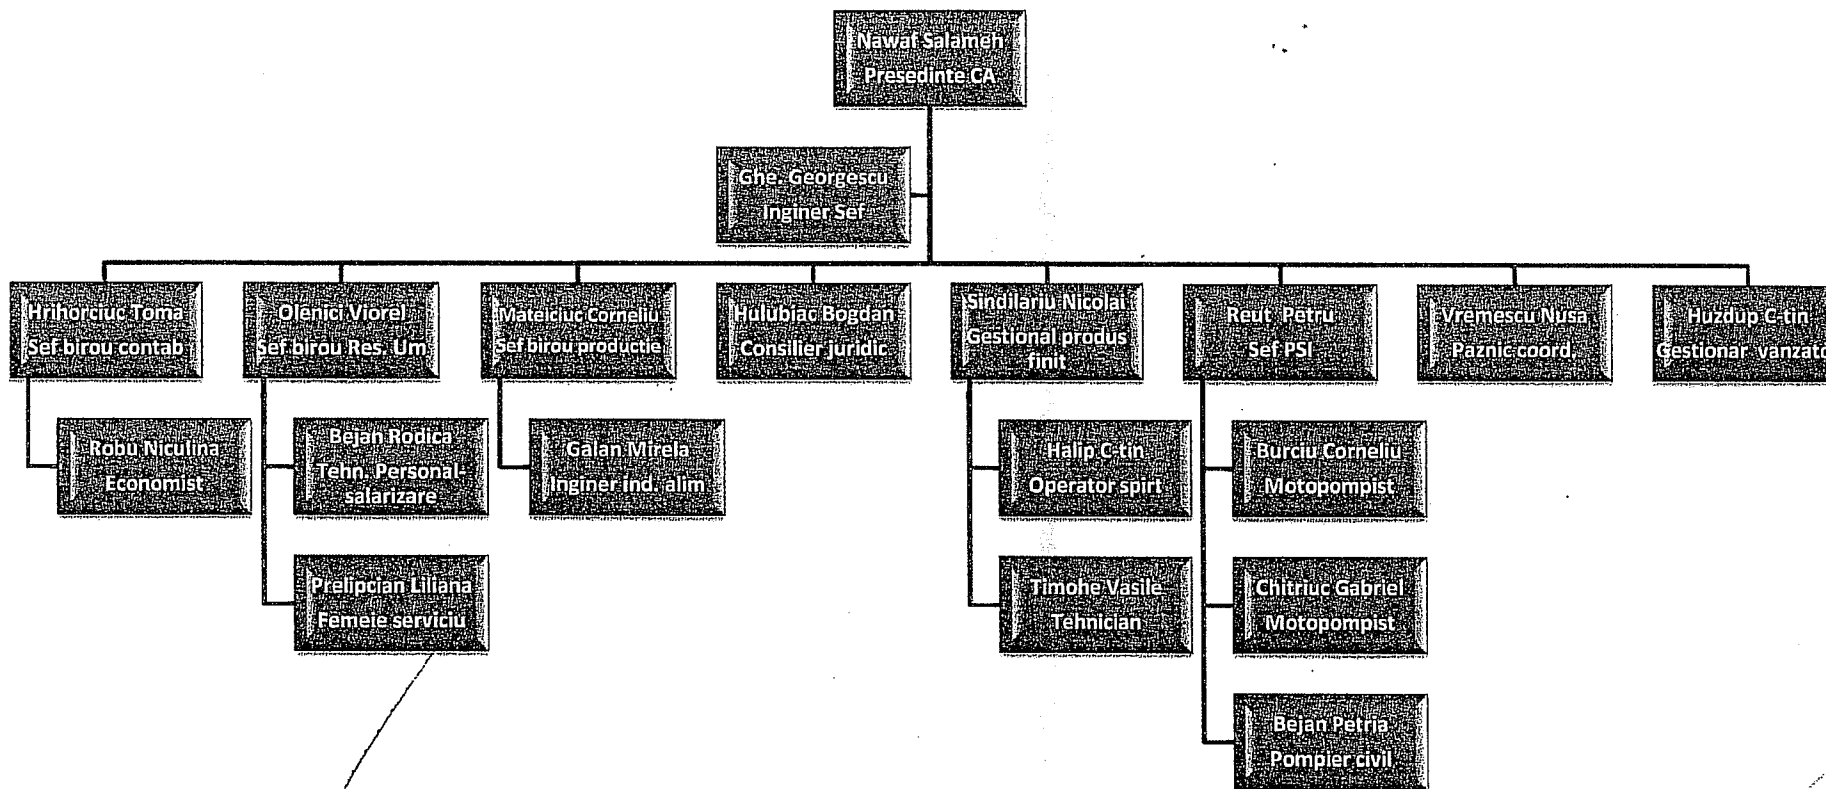 Nawaf Salameh
Presedinte CA
Ghe. Georgescu
Inginer Sef
Hrihorciuc Toma
Sef birou contab
Olenici Viorel
sef birou Res. Um
Mateiciuc Corneliu
Sef birou productie
Hulubiac Bogdan
Consilier juridic
Sindilariu Nicolai
Gestional produs
finit
Reut Petru
Sef PSI
Vremescu Nusa
Paznic coord.
Huzdup C-tin
Gestionar vanzato
Robu Niculina
Economist
Bejan Rodica
Tehn. Personal-
salarizare
Galan Mirela
Inginer ind. alim
Halip C-tin
Operator spirt
Burciu Corneliu
Motopompist
Prelipcian Liliana
Femeie serviciu
Timohe Vasile
Tehnician
Chitriuc Gabriel
Motopompist
Bejan Petria
Pompier civil